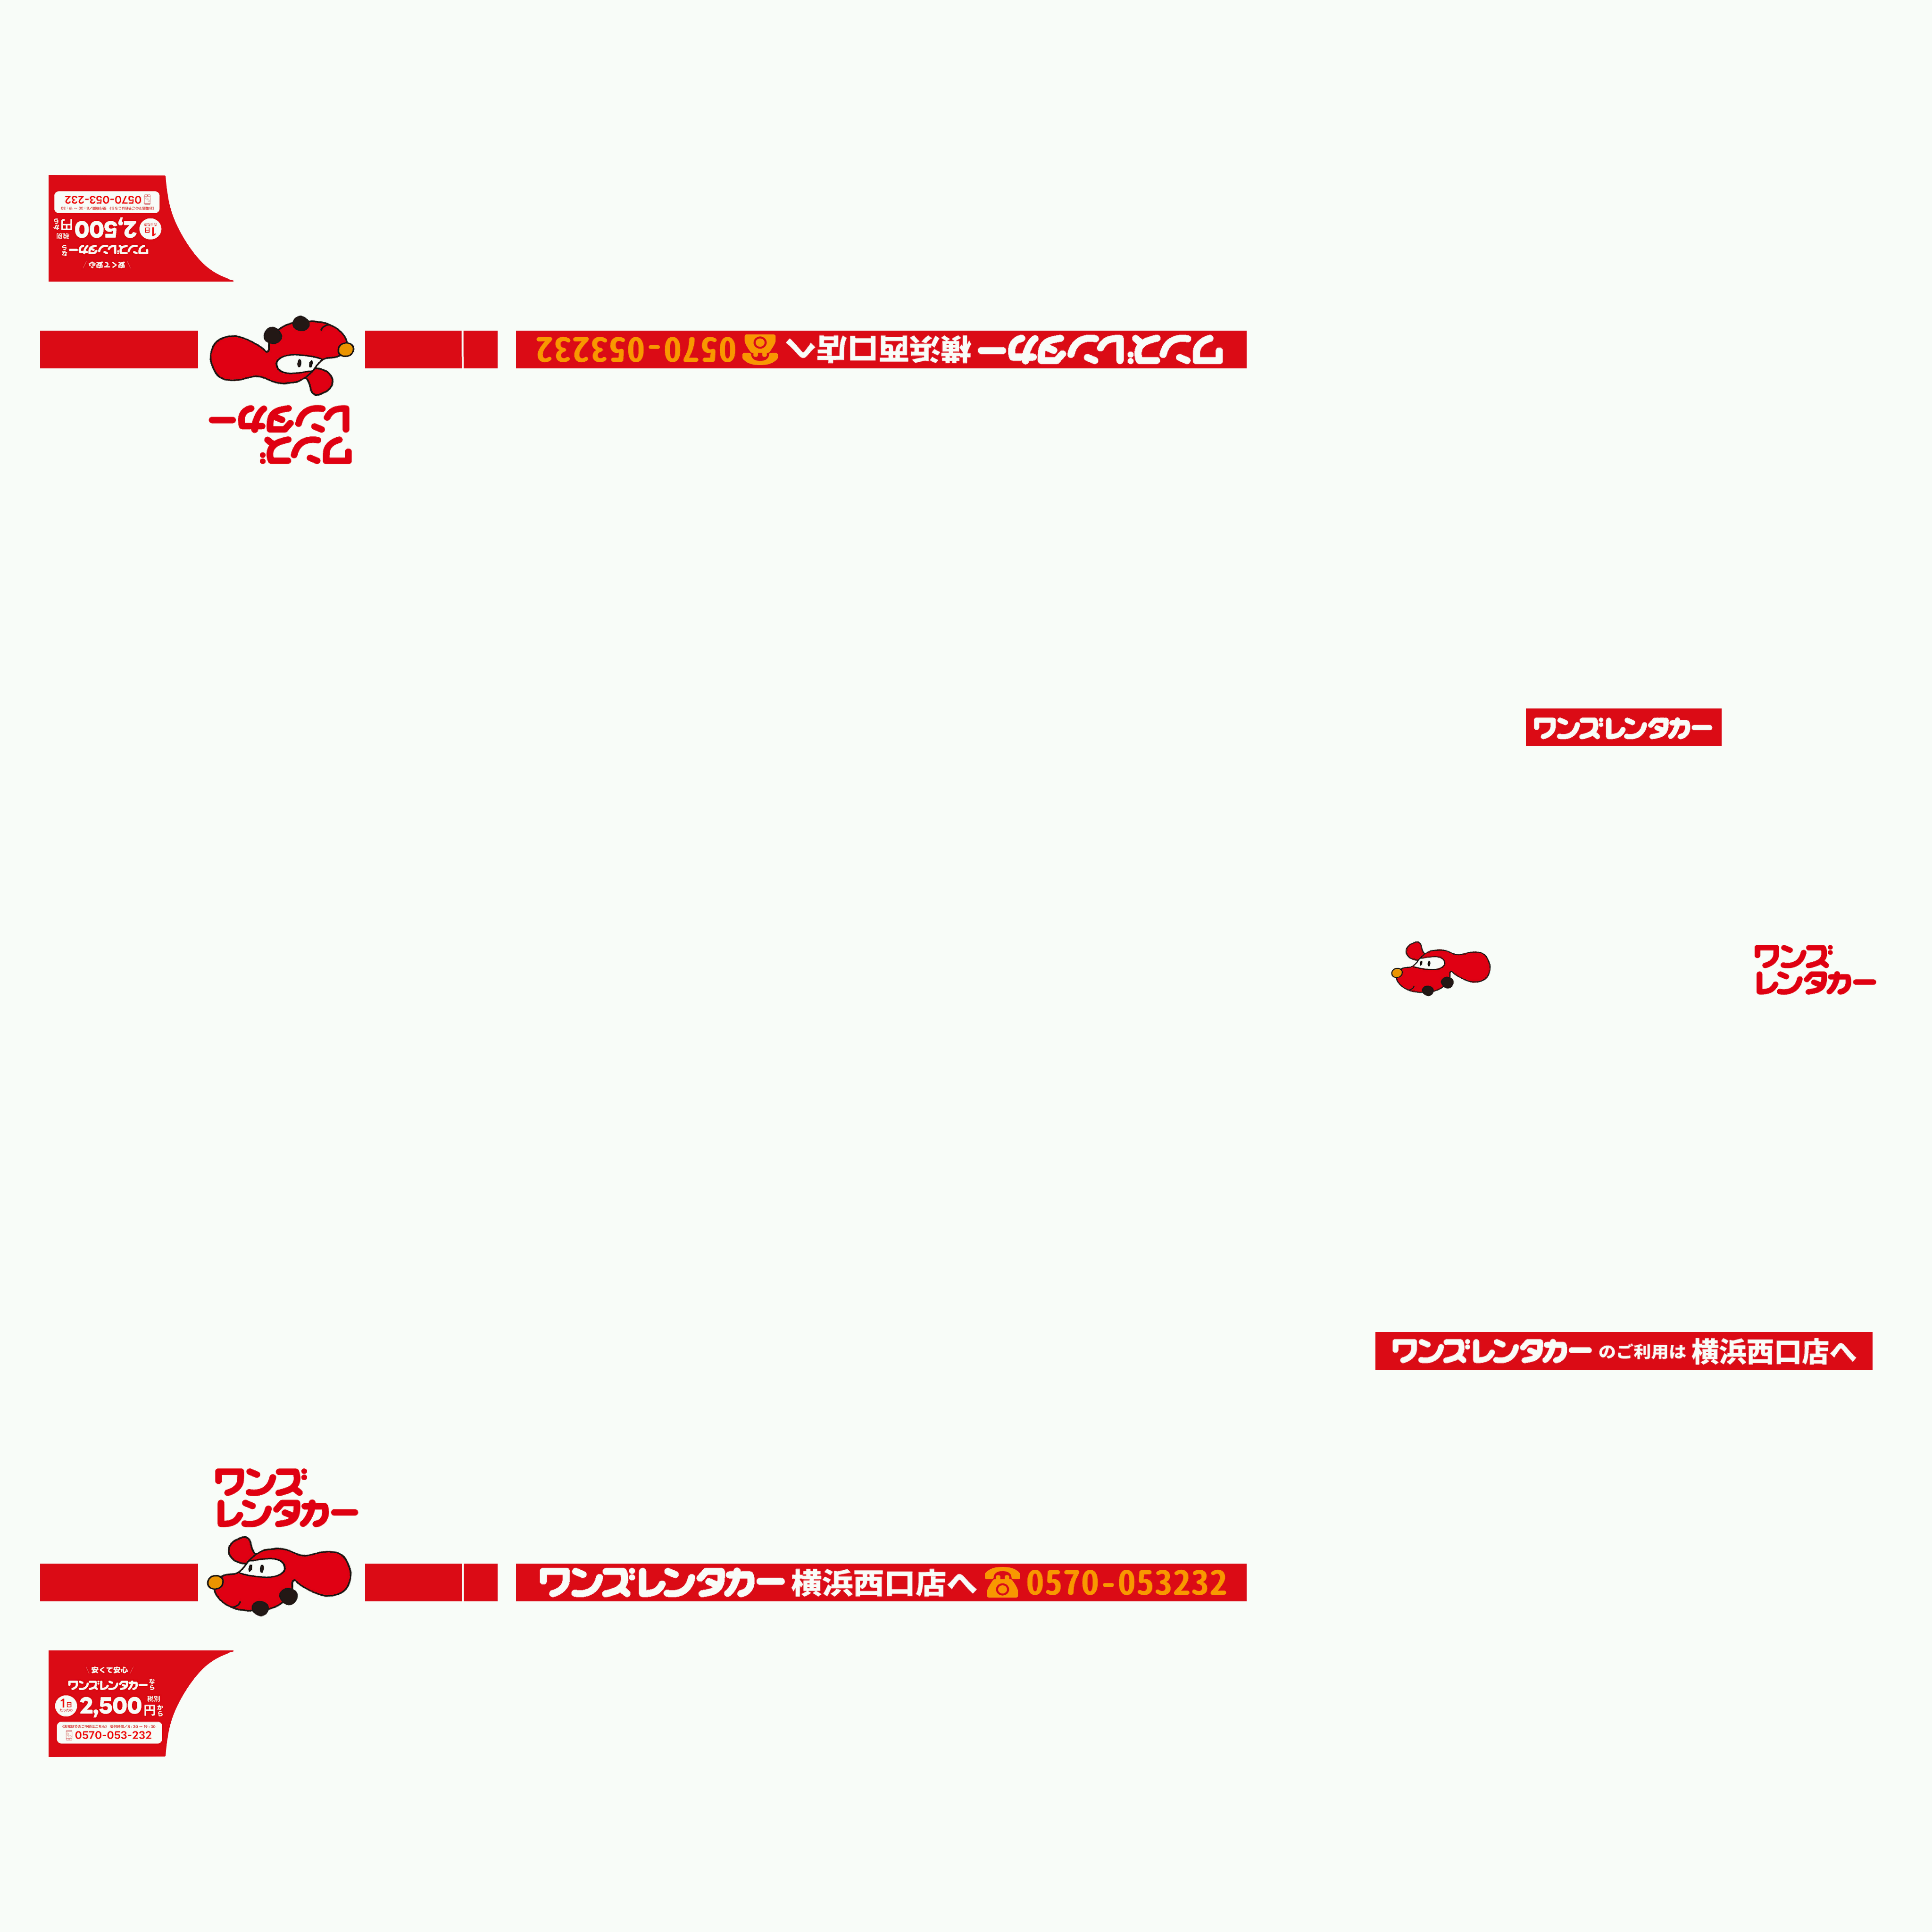 0570-053-232
1日
2,500円から
税別
ワンズレンタカーなら
安くて安心
ワンズレンタカー 横浜西口店へ 0570-053232
ワンズ
レンタカー
ワンズレンタカー
ワンズ
レンタカー
ワンズレンタカー のご利用は 横浜西口店へ
ワンズ
レンタカー
ワンズレンタカー 横浜西口店へ 0570-053232
安くて安心
ワンズレンタカーなら
1日 2,500円から
税別
0570-053-232